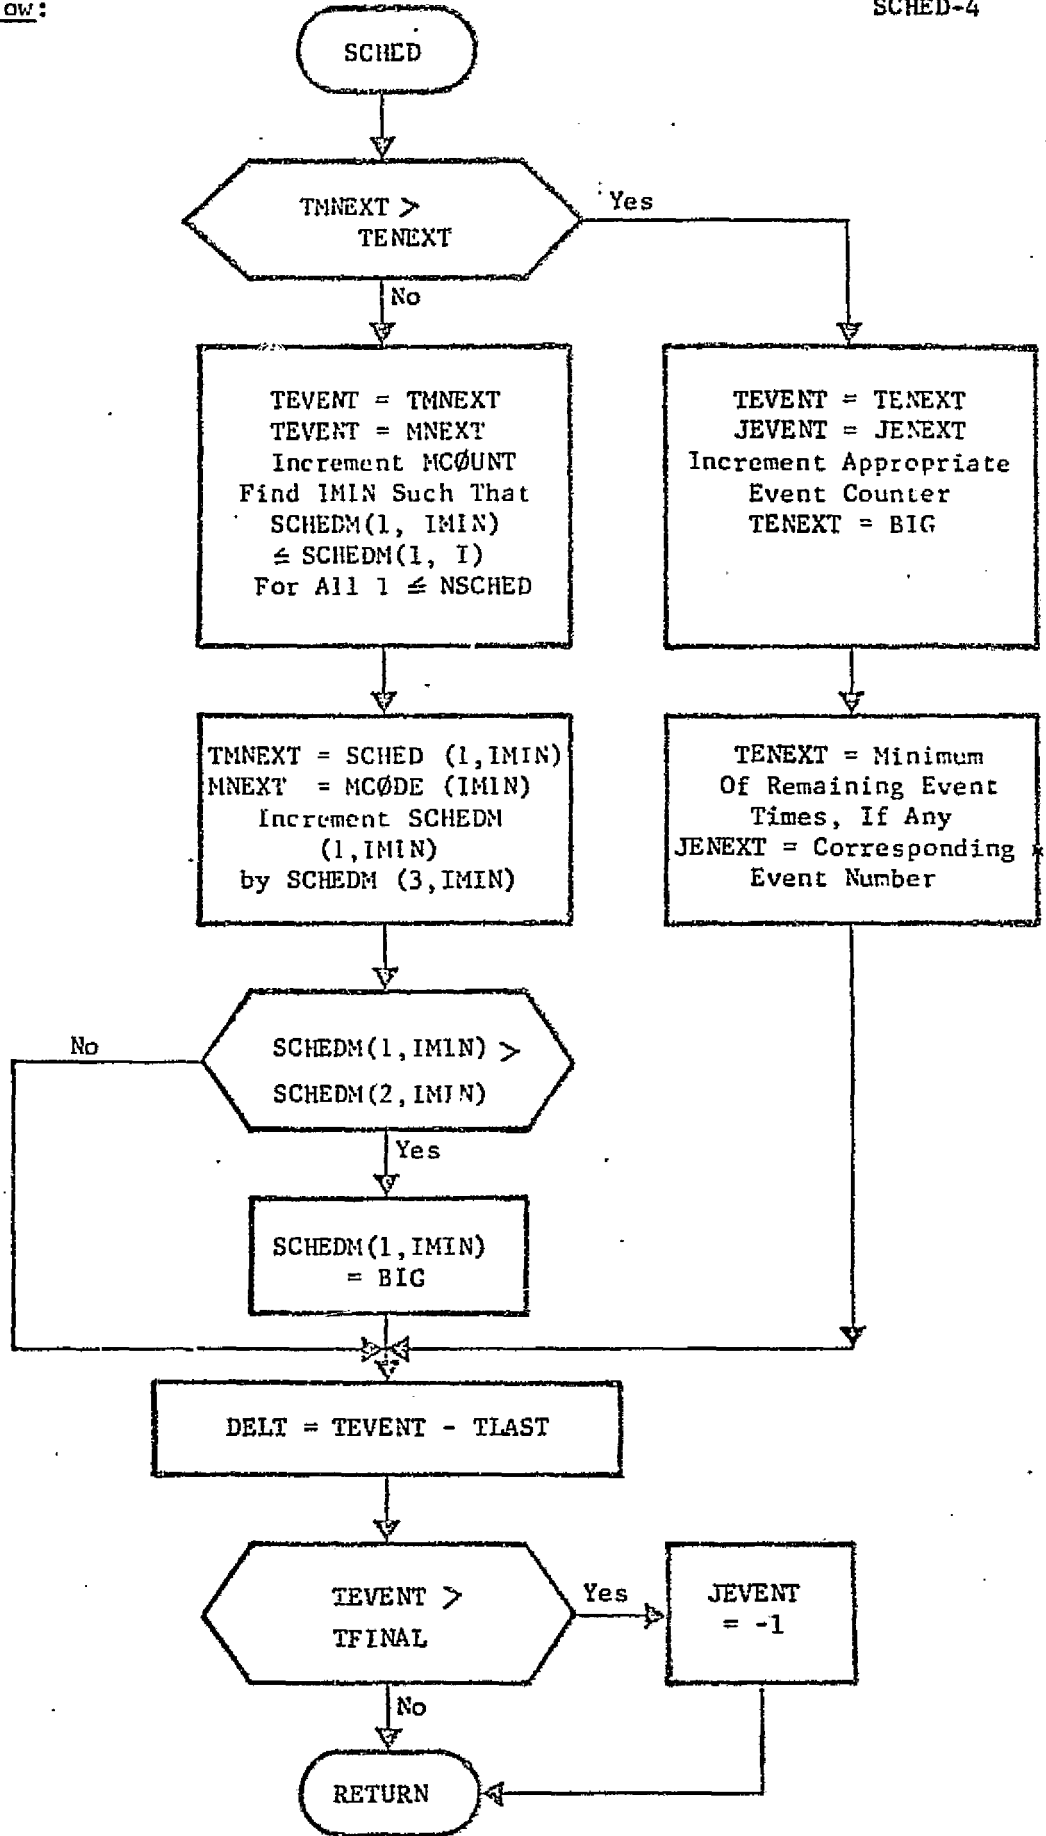 ow:
SCHED-4
SCHED
TMNEXT >
TENEXT
Yes
No
TEVENT = TMNEXT
TEVENT = MNEXT
Increment MCØUNT
Find IMIN Such That
SCHEDM(1, IMIN)
≤ SCHEDM(1, I)
For All 1 ≤ NSCHED
TEVENT = TENEXT
JEVENT = JENEXT
Increment Appropriate
Event Counter
TENEXT = BIG
TMNEXT = SCHED (1,IMIN)
MNEXT = MCØDE (IMIN)
Increment SCHEDM
(1,IMIN)
by SCHEDM (3,IMIN)
TENEXT = Minimum
Of Remaining Event
Times, If Any
JENEXT = Corresponding
Event Number
SCHEDM(1,IMIN) >
SCHEDM(2,IMIN)
No
Yes
SCHEDM(1,IMIN)
= BIG
DELT = TEVENT - TLAST
TEVENT >
TFINAL
Yes
JEVENT
= -1
No
RETURN